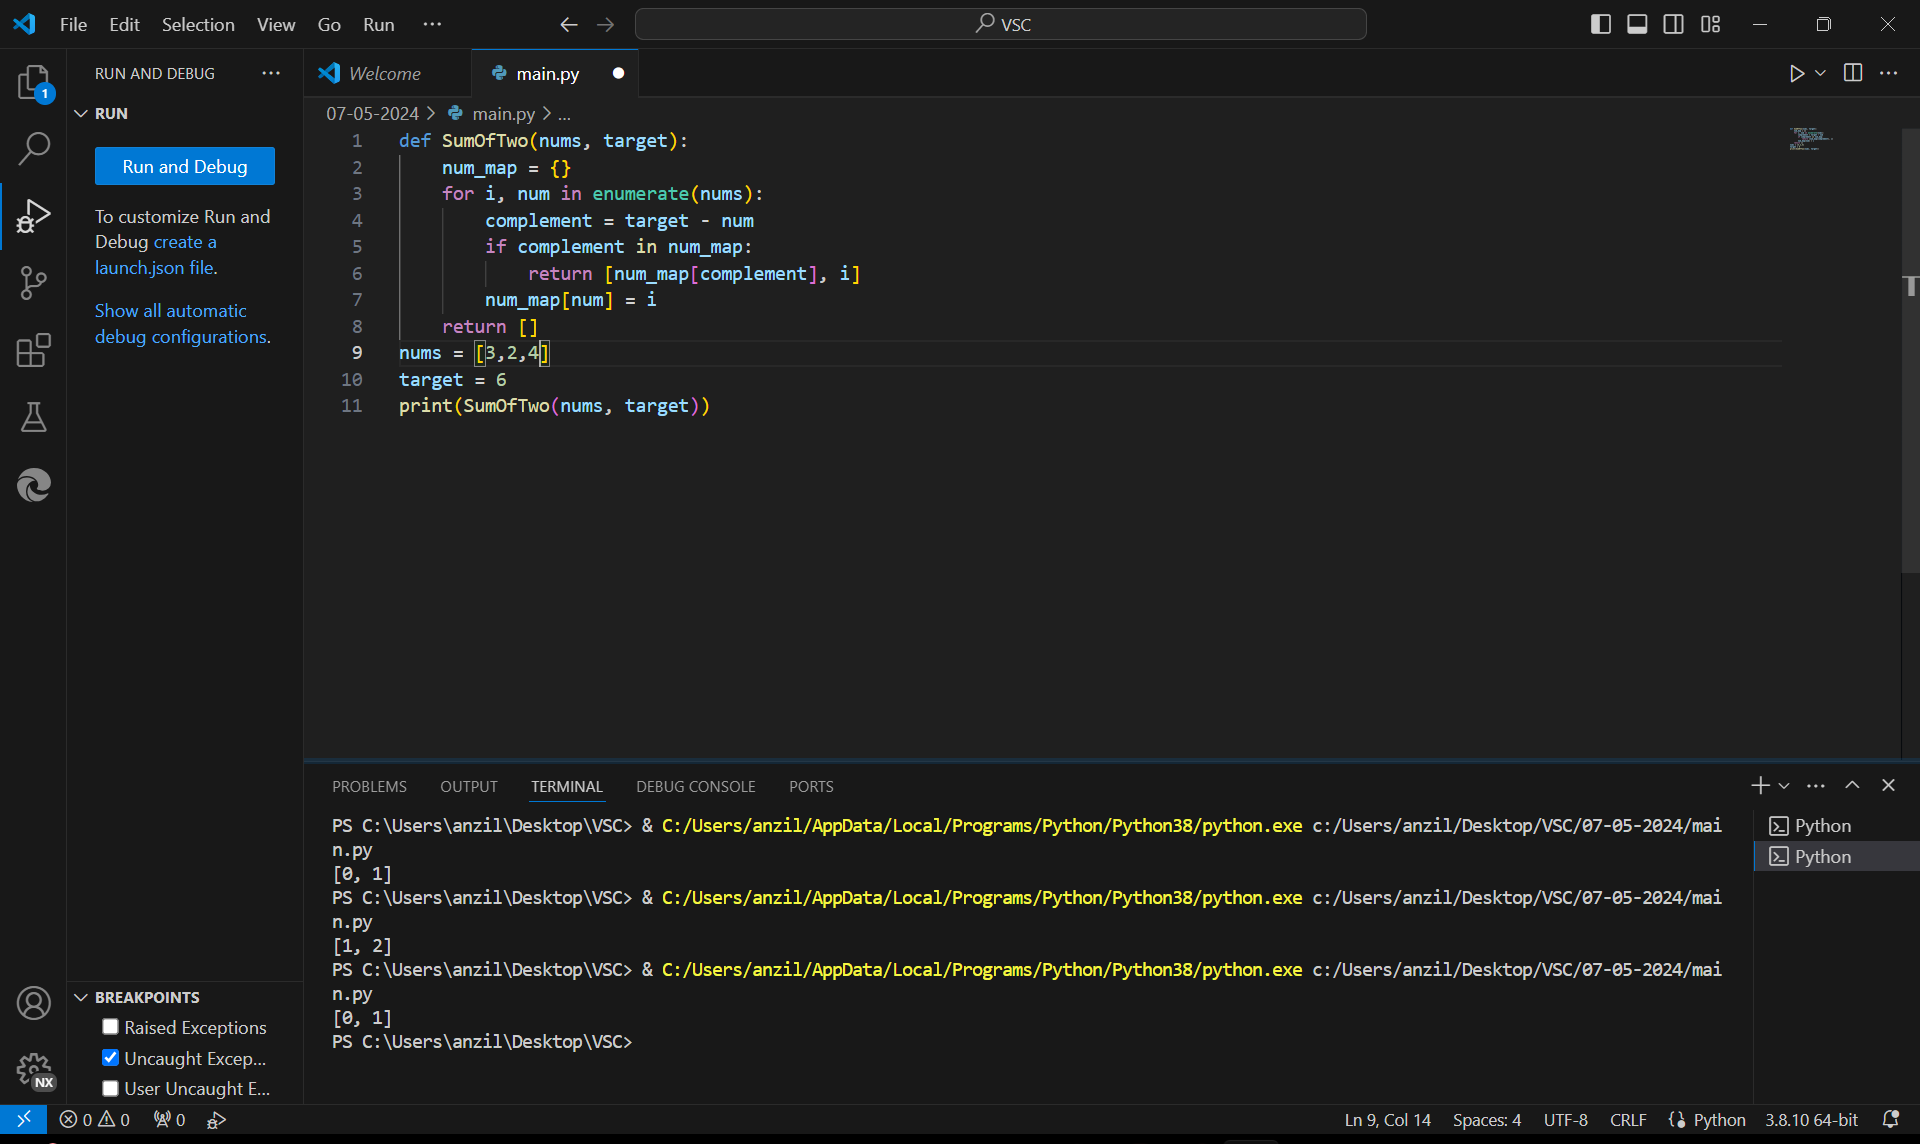 File Edit Selection View Go Run ··· VSC
RUN AND DEBUG ···
RUN
Run and Debug
To customize Run and
Debug create a
launch.json file.
Show all automatic
debug configurations.
BREAKPOINTS
Raised Exceptions
Uncaught Excep...
User Uncaught E...
1
NX
Welcome main.py
07-05-2024 > main.py > ...
1 def SumOfTwo(nums, target):
2     num_map = {}
3     for i, num in enumerate(nums):
4         complement = target - num
5         if complement in num_map:
6             return [num_map[complement], i]
7         num_map[num] = i
8     return []
9 nums = [3,2,4]
10 target = 6
11 print(SumOfTwo(nums, target))
PROBLEMS OUTPUT TERMINAL DEBUG CONSOLE PORTS
PS C:\Users\anzil\Desktop\VSC> & C:/Users/anzil/AppData/Local/Programs/Python/Python38/python.exe c:/Users/anzil/Desktop/VSC/07-05-2024/mai
n.py
[0, 1]
PS C:\Users\anzil\Desktop\VSC> & C:/Users/anzil/AppData/Local/Programs/Python/Python38/python.exe c:/Users/anzil/Desktop/VSC/07-05-2024/mai
n.py
[1, 2]
PS C:\Users\anzil\Desktop\VSC> & C:/Users/anzil/AppData/Local/Programs/Python/Python38/python.exe c:/Users/anzil/Desktop/VSC/07-05-2024/mai
n.py
[0, 1]
PS C:\Users\anzil\Desktop\VSC>
Python
Python
0 0 0 Ln 9, Col 14 Spaces: 4 UTF-8 CRLF Python 3.8.10 64-bit